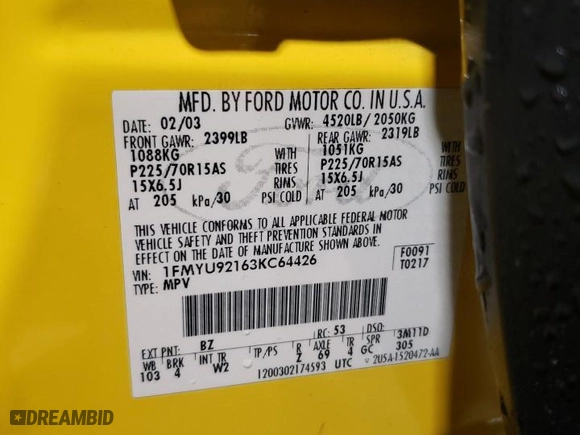 MFD. BY FORD MOTOR CO. IN U.S.A.
DATE: 02/03 GVWR: 4520LB/ 2050KG
FRONT GAWR: 2399LB REAR GAWR: 2319LB
1088KG WITH 1051KG WITH
P225/70R15AS TIRES P225/70R15AS TIRES
15X6.5J RIMS 15X6.5J RIMS
AT 205 kPa/30 PSI COLD AT 205 kPa/30 PSI COLD
Ford
THIS VEHICLE CONFORMS TO ALL APPLICABLE FEDERAL MOTOR
VEHICLE SAFETY AND THEFT PREVENTION STANDARDS IN
EFFECT ON THE DATE OF MANUFACTURE SHOWN ABOVE.
VIN: 1FMYU92163KC64426 F0091
TYPE: MPV T0217
EXT PNT: BZ RC: 53 DSO:
WB BRK INT TR TP/PS R AXLE TR SPR 3M11D
103 4 W2 Z 69 4 GC 305
1200302174593 UTC 2USA-1520472-AA
DREAMBID